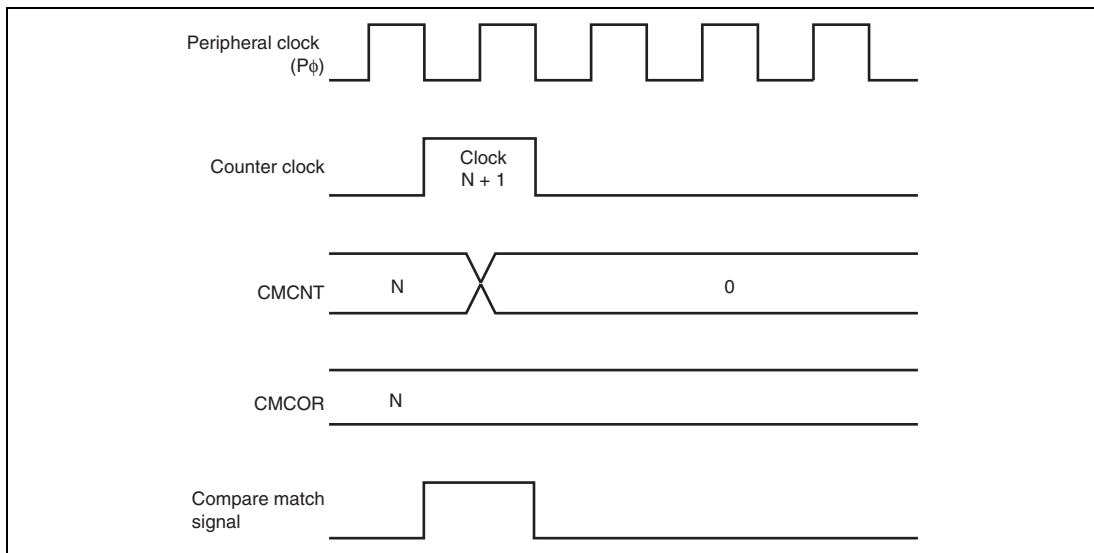 Peripheral clock
(Pφ)
Counter clock
Clock
N + 1
CMCNT
N
0
CMCOR
N
Compare match
signal